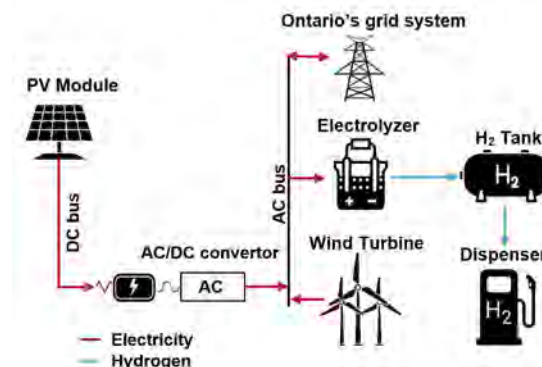 Ontario's grid system
PV Module
Electrolyzer
H₂ Tank
H₂
DC bus
AC bus
AC/DC convertor
Wind Turbine
Dispenser
AC
H₂
Electricity
Hydrogen